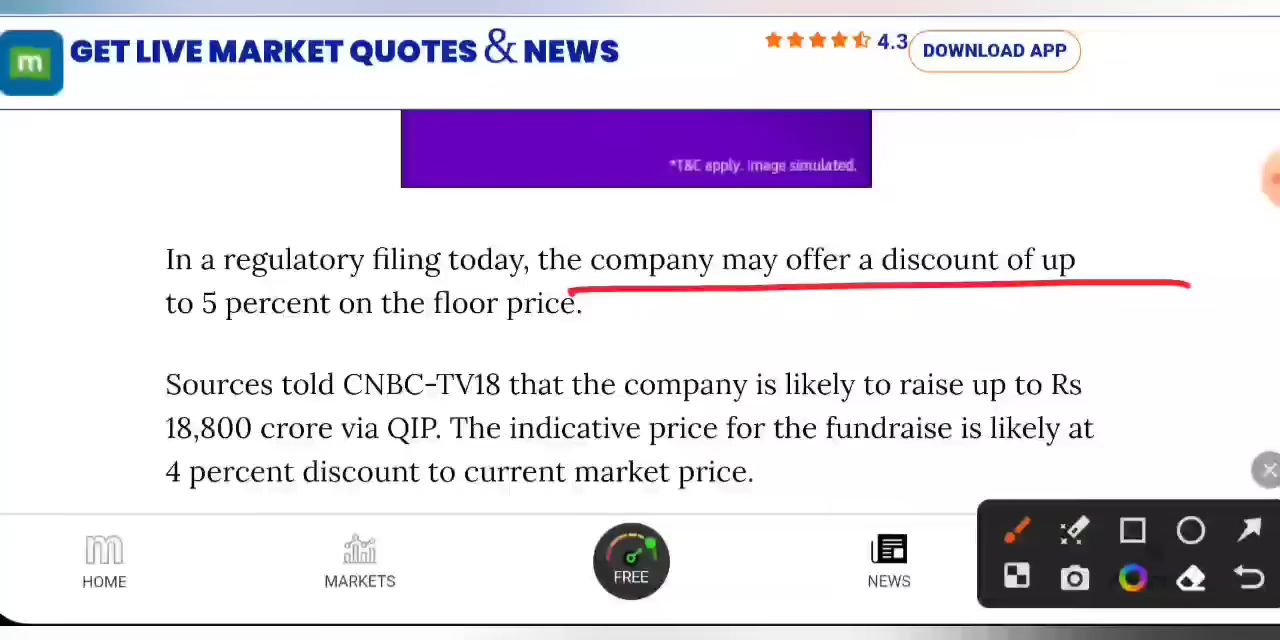 GET LIVE MARKET QUOTES & NEWS
4.3
DOWNLOAD APP
m
*T&C apply. Image simulated.
In a regulatory filing today, the company may offer a discount of up
to 5 percent on the floor price.
Sources told CNBC-TV18 that the company is likely to raise up to Rs
18,800 crore via QIP. The indicative price for the fundraise is likely at
4 percent discount to current market price.
m
FREE
HOME
MARKETS
NEWS